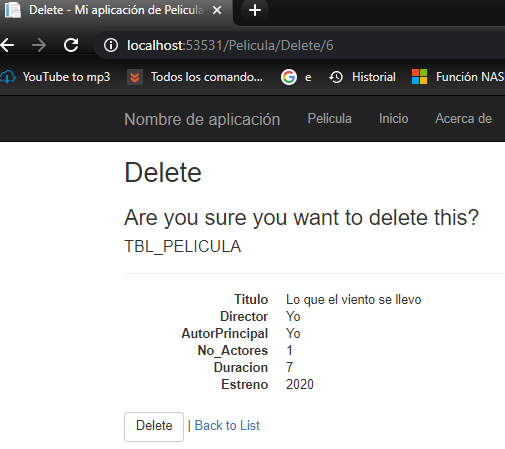 Delete - Mi aplicación de Pelicula
localhost:53531/Pelicula/Delete/6
YouTube to mp3 Todos los comando... e Historial Función NAS
Nombre de aplicación Pelicula Inicio Acerca de
Delete
Are you sure you want to delete this?
TBL_PELICULA
Titulo Lo que el viento se llevo
Director Yo
AutorPrincipal Yo
No_Actores 1
Duracion 7
Estreno 2020
Delete | Back to List